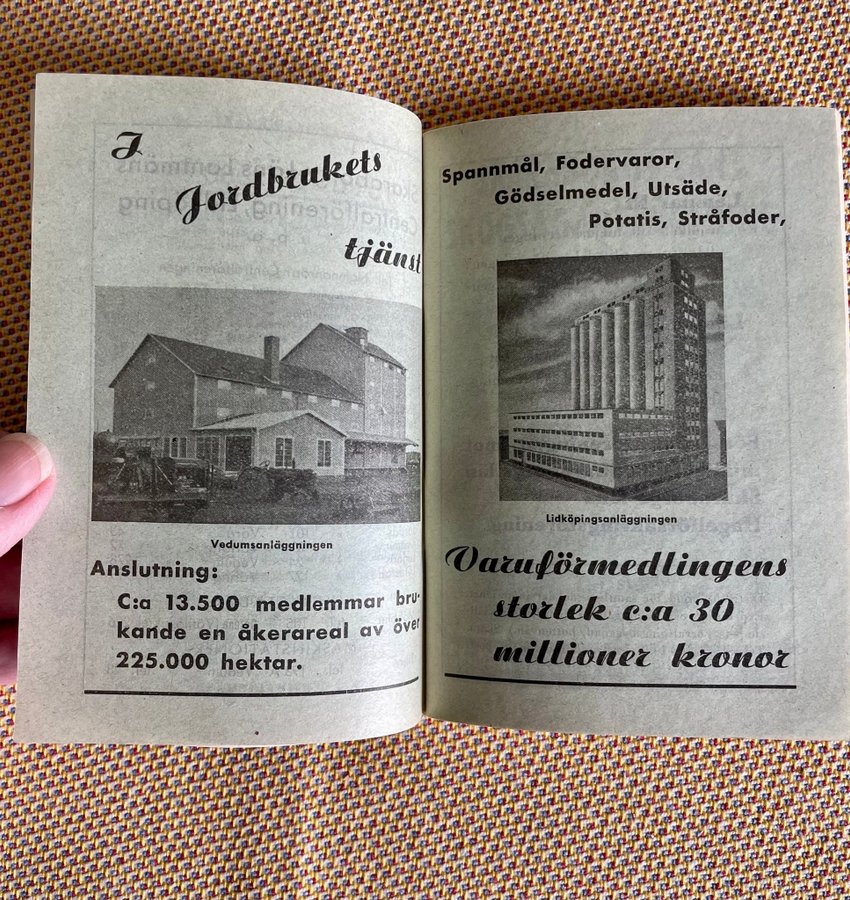 I
Jordbrukets
tjänst
Vedumsanläggningen
Anslutning:
C:a 13.500 medlemmar bru-
kande en åkerareal av över
225.000 hektar.
Spannmål, Fodervaror,
Gödselmedel, Utsäde,
Potatis, Stråfoder,
Lidköpingsanläggningen
Varuförmedlingens
storlek c:a 30
millioner kronor